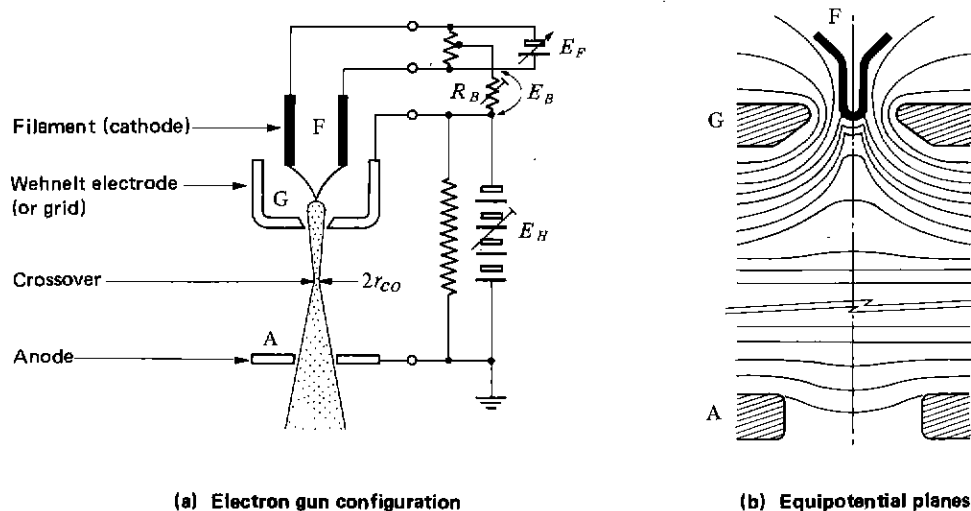 F
E_F
R_B
E_B
Filament (cathode)
F
G
Wehnelt electrode
(or grid)
G
E_H
Crossover
2r_CO
A
Anode
A
(a) Electron gun configuration
(b) Equipotential planes